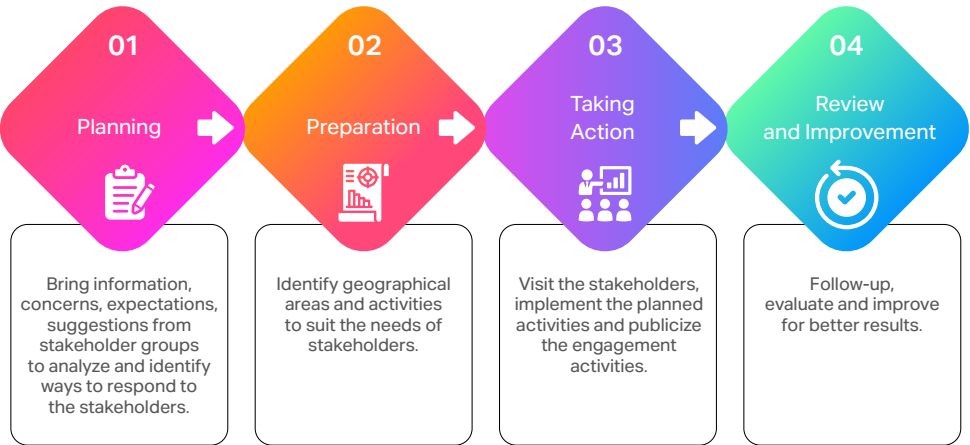 01
Planning
Bring information,
concerns, expectations,
suggestions from
stakeholder groups
to analyze and identify
ways to respond to
the stakeholders.
02
Preparation
Identify geographical
areas and activities
to suit the needs of
stakeholders.
03
Taking
Action
Visit the stakeholders,
implement the planned
activities and publicize
the engagement
activities.
04
Review
and Improvement
Follow-up,
evaluate and improve
for better results.